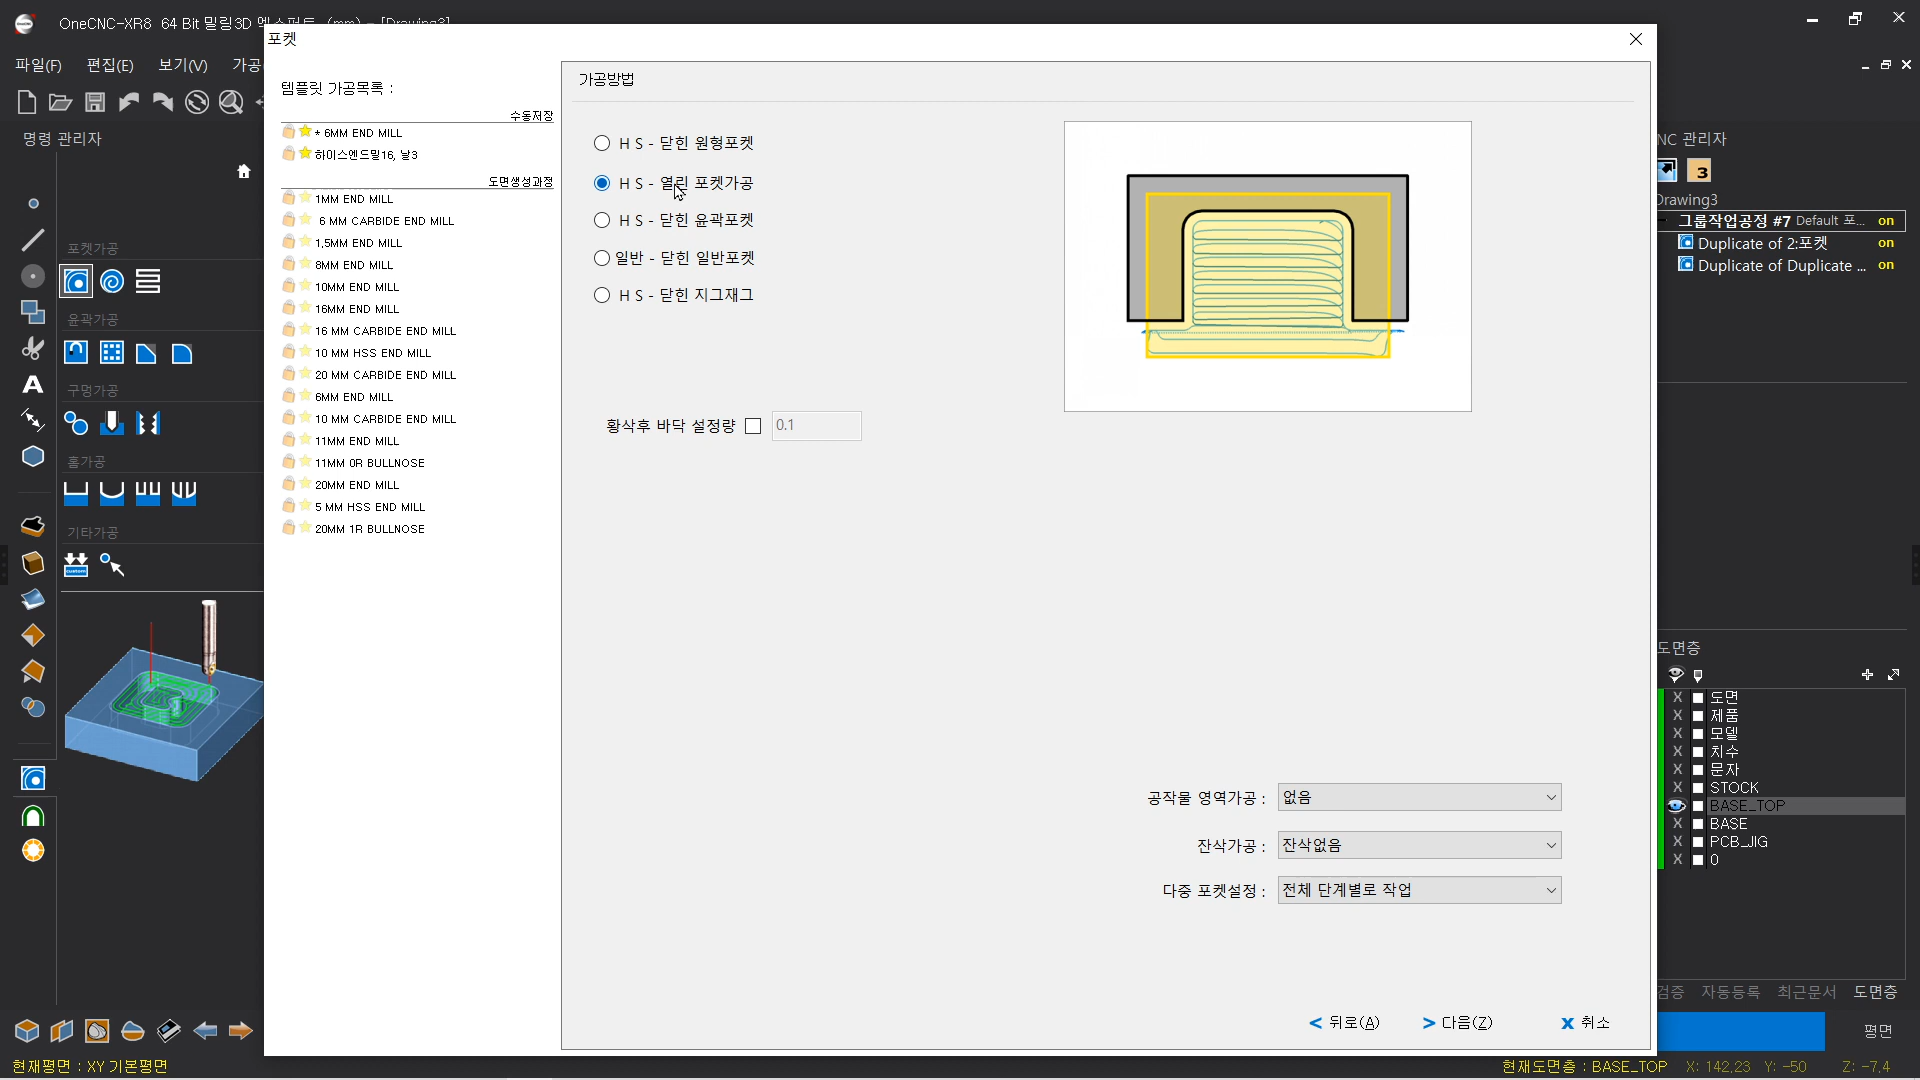 OneCNC-XR8 64 Bit 밀링3D 엑스퍼트 (mm) - [Drawing3]
파일(F) 편집(E) 보기(V) 가공
명령 관리자
포켓가공
윤곽가공
구멍가공
홈가공
기타가공
포켓
템플릿 가공목록 :
수동저장
* 6MM END MILL
하이스엔드밀16, 날3
도면생성과정
1MM END MILL
6 MM CARBIDE END MILL
1,5MM END MILL
8MM END MILL
10MM END MILL
16MM END MILL
16 MM CARBIDE END MILL
10 MM HSS END MILL
20 MM CARBIDE END MILL
6MM END MILL
10 MM CARBIDE END MILL
11MM END MILL
11MM 0R BULLNOSE
20MM END MILL
5 MM HSS END MILL
20MM 1R BULLNOSE
가공방법
H S - 닫힌 원형포켓
H S - 열린 포켓가공
H S - 닫힌 윤곽포켓
일반 - 닫힌 일반포켓
H S - 닫힌 지그재그
황삭후 바닥 설정량 0.1
공작물 영역가공 : 없음
잔삭가공 : 잔삭없음
다중 포켓설정 : 전체 단계별로 작업
< 뒤로(A) > 다음(Z) x 취소
NC 관리자
3
Drawing3
그룹작업공정 #7 Default 포... on
Duplicate of 2:포켓 on
Duplicate of Duplicate ... on
도면층
X 도면
X 제품
X 모델
X 치수
X 문자
X STOCK
BASE_TOP
X BASE
X PCB_JIG
X 0
검증 자동등록 최근문서 도면층
평면
현재평면 : XY 기본평면
현재도면층 : BASE_TOP X: 142,23 Y: -50 Z: -7,4